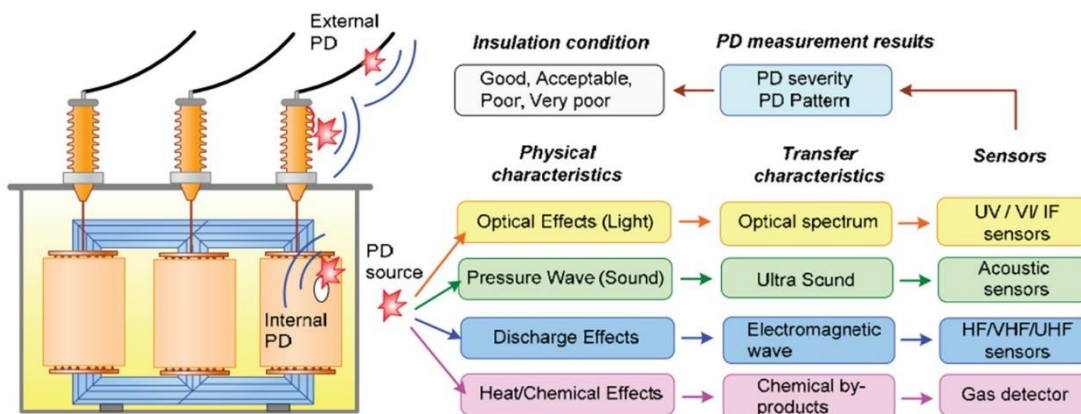 External
PD
Internal
PD
PD
source
Insulation condition
Good, Acceptable,
Poor, Very poor
PD measurement results
PD severity
PD Pattern
Physical
characteristics
Transfer
characteristics
Sensors
Optical Effects (Light)
Optical spectrum
UV / VI/ IF
sensors
Pressure Wave (Sound)
Ultra Scund
Acoustic
sensors
Discharge Effects
Electromagnetic
wave
HF/VHF/UHF
sensors
Heat/Chemical Effects
Chemical by-
products
Gas detector